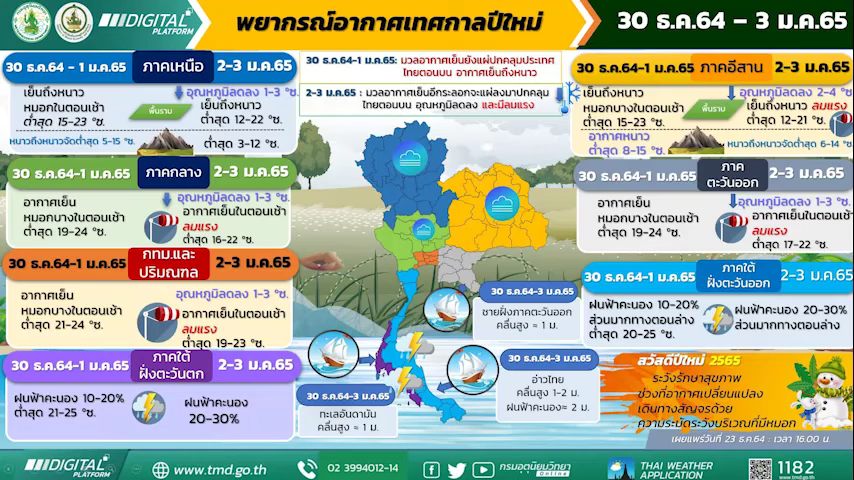 DIGITAL
PLATFORM
พยากรณ์อากาศเทศกาลปีใหม่
30 ธ.ค.64 – 3 ม.ค.65
30 ธ.ค.64 - 1 ม.ค.65 ภาคเหนือ 2-3 ม.ค.65
เย็นถึงหนาว
หมอกในตอนเช้า
ต่ำสุด 15-23 °ซ.
พื้นราบ
อุณหภูมิลดลง 1-3 °ซ.
เย็นถึงหนาว
ต่ำสุด 12-22 °ซ.
หนาวถึงหนาวจัดต่ำสุด 5-15 °ซ.
ต่ำสุด 3-12 °ซ.
30 ธ.ค.64-1 ม.ค.65: มวลอากาศเย็นยังแผ่ปกคลุมประเทศ
ไทยตอนบน อากาศเย็นถึงหนาว
2-3 ม.ค.65 : มวลอากาศเย็นอีกระลอกจะแผ่ลงมาปกคลุม
ไทยตอนบน อุณหภูมิลดลง และมีลมแรง
30 ธ.ค.64-1 ม.ค.65 ภาคอีสาน 2-3 ม.ค.65
เย็นถึงหนาว
หมอกบางในตอนเช้า
ต่ำสุด 15-23 °ซ.
พื้นราบ
อุณหภูมิลดลง 2-4 °ซ.
เย็นถึงหนาว ลมแรง
ต่ำสุด 12-21 °ซ.
อากาศหนาว
ต่ำสุด 8-15 °ซ.
หนาวถึงหนาวจัดต่ำสุด 6-14 °ซ.
30 ธ.ค.64-1 ม.ค.65 ภาคกลาง 2-3 ม.ค.65
อากาศเย็น
หมอกบางในตอนเช้า
ต่ำสุด 19-24 °ซ.
อุณหภูมิลดลง 1-3 °ซ.
อากาศเย็นในตอนเช้า
ลมแรง
ต่ำสุด 16-22 °ซ.
30 ธ.ค.64-1 ม.ค.65 ภาค
ตะวันออก 2-3 ม.ค.65
อากาศเย็น
หมอกบางในตอนเช้า
ต่ำสุด 19-24 °ซ.
อุณหภูมิลดลง 1-3 °ซ.
อากาศเย็นในตอนเช้า
ลมแรง
ต่ำสุด 17-22 °ซ.
30 ธ.ค.64-1 ม.ค.65 กทม.และ
ปริมณฑล 2-3 ม.ค.65
อากาศเย็น
หมอกบางในตอนเช้า
ต่ำสุด 21-24 °ซ.
อุณหภูมิลดลง 1-3 °ซ.
อากาศเย็นในตอนเช้า
ลมแรง
ต่ำสุด 19-23 °ซ.
30 ธ.ค.64-1 ม.ค.65 ภาคใต้
ฝั่งตะวันออก 2-3 ม.ค.65
ฝนฟ้าคะนอง 10-20%
ส่วนมากทางตอนล่าง
ต่ำสุด 20-25 °ซ.
ฝนฟ้าคะนอง 20-30%
ส่วนมากทางตอนล่าง
30 ธ.ค.64-1 ม.ค.65 ภาคใต้
ฝั่งตะวันตก 2-3 ม.ค.65
ฝนฟ้าคะนอง 10-20%
ต่ำสุด 21-25 °ซ.
ฝนฟ้าคะนอง
20-30%
30 ธ.ค.64-3 ม.ค.65
ชายฝั่งภาคตะวันออก
คลื่นสูง ≈ 1 ม.
30 ธ.ค.64-3 ม.ค.65
อ่าวไทย
คลื่นสูง 1-2 ม.
ฝนฟ้าคะนอง≈ 2 ม.
30 ธ.ค.64-3 ม.ค.65
ทะเลอันดามัน
คลื่นสูง ≈ 1 ม.
สวัสดีปีใหม่ 2565
ระวังรักษาสุขภาพ
ช่วงที่อากาศเปลี่ยนแปลง
เดินทางสัญจรด้วย
ความระมัดระวังบริเวณที่มีหมอก
เผยแพร่วันที่ 23 ธ.ค.64 : เวลา 16.00 น.
DIGITAL
PLATFORM
www.tmd.go.th
02 3994012-14
กรมอุตุนิยมวิทยา
Online
THAI WEATHER
APPLICATION
1182
www.tmd.go.th